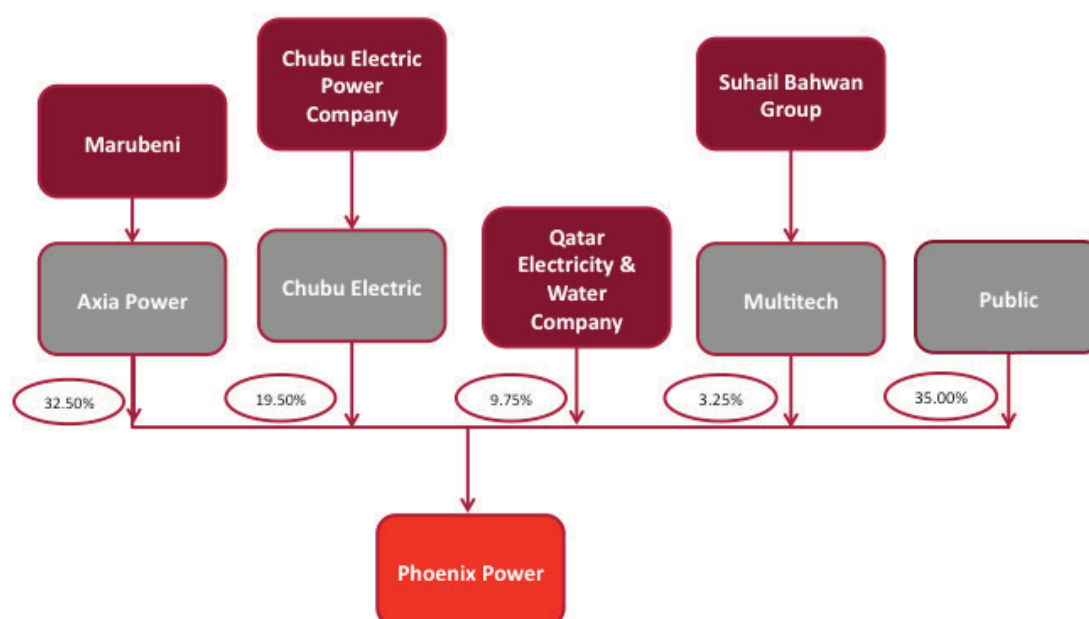 Marubeni
Chubu Electric
Power
Company
Suhail Bahwan
Group
Axia Power
Chubu Electric
Qatar
Electricity &
Water
Company
Multitech
Public
32.50%
19.50%
9.75%
3.25%
35.00%
Phoenix Power